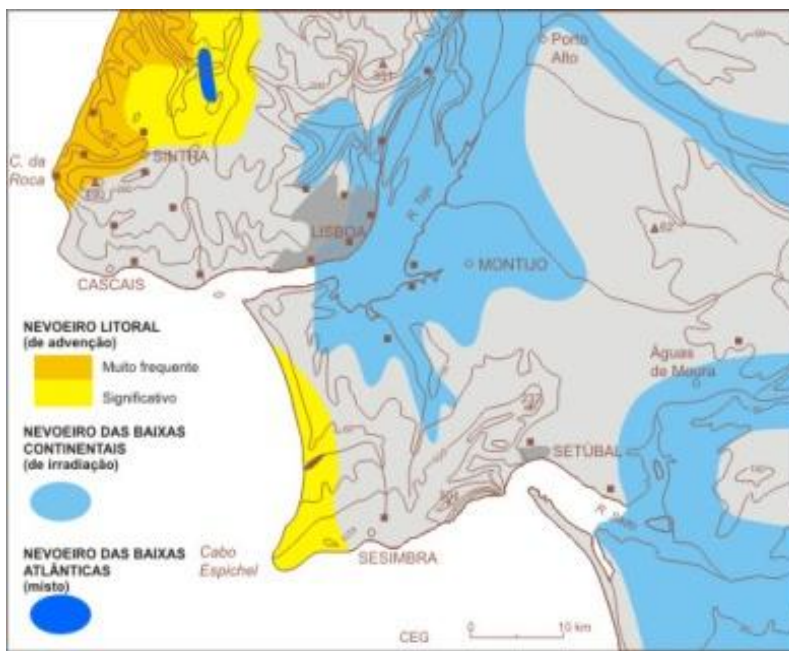 Porto
Alto
C. da
Roca
SINTRA
LISBOA
R. Tejo
MONTIJO
CASCAIS
NEVOEIRO LITORAL
(de advenção)
Muito frequente
Significativo
NEVOEIRO DAS BAIXAS
CONTINENTAIS
(de irradiação)
NEVOEIRO DAS BAIXAS
ATLÂNTICAS
(misto)
Águas
de Moura
SETÚBAL
Cabo
Espichel
SESIMBRA
CEG
0 10 km